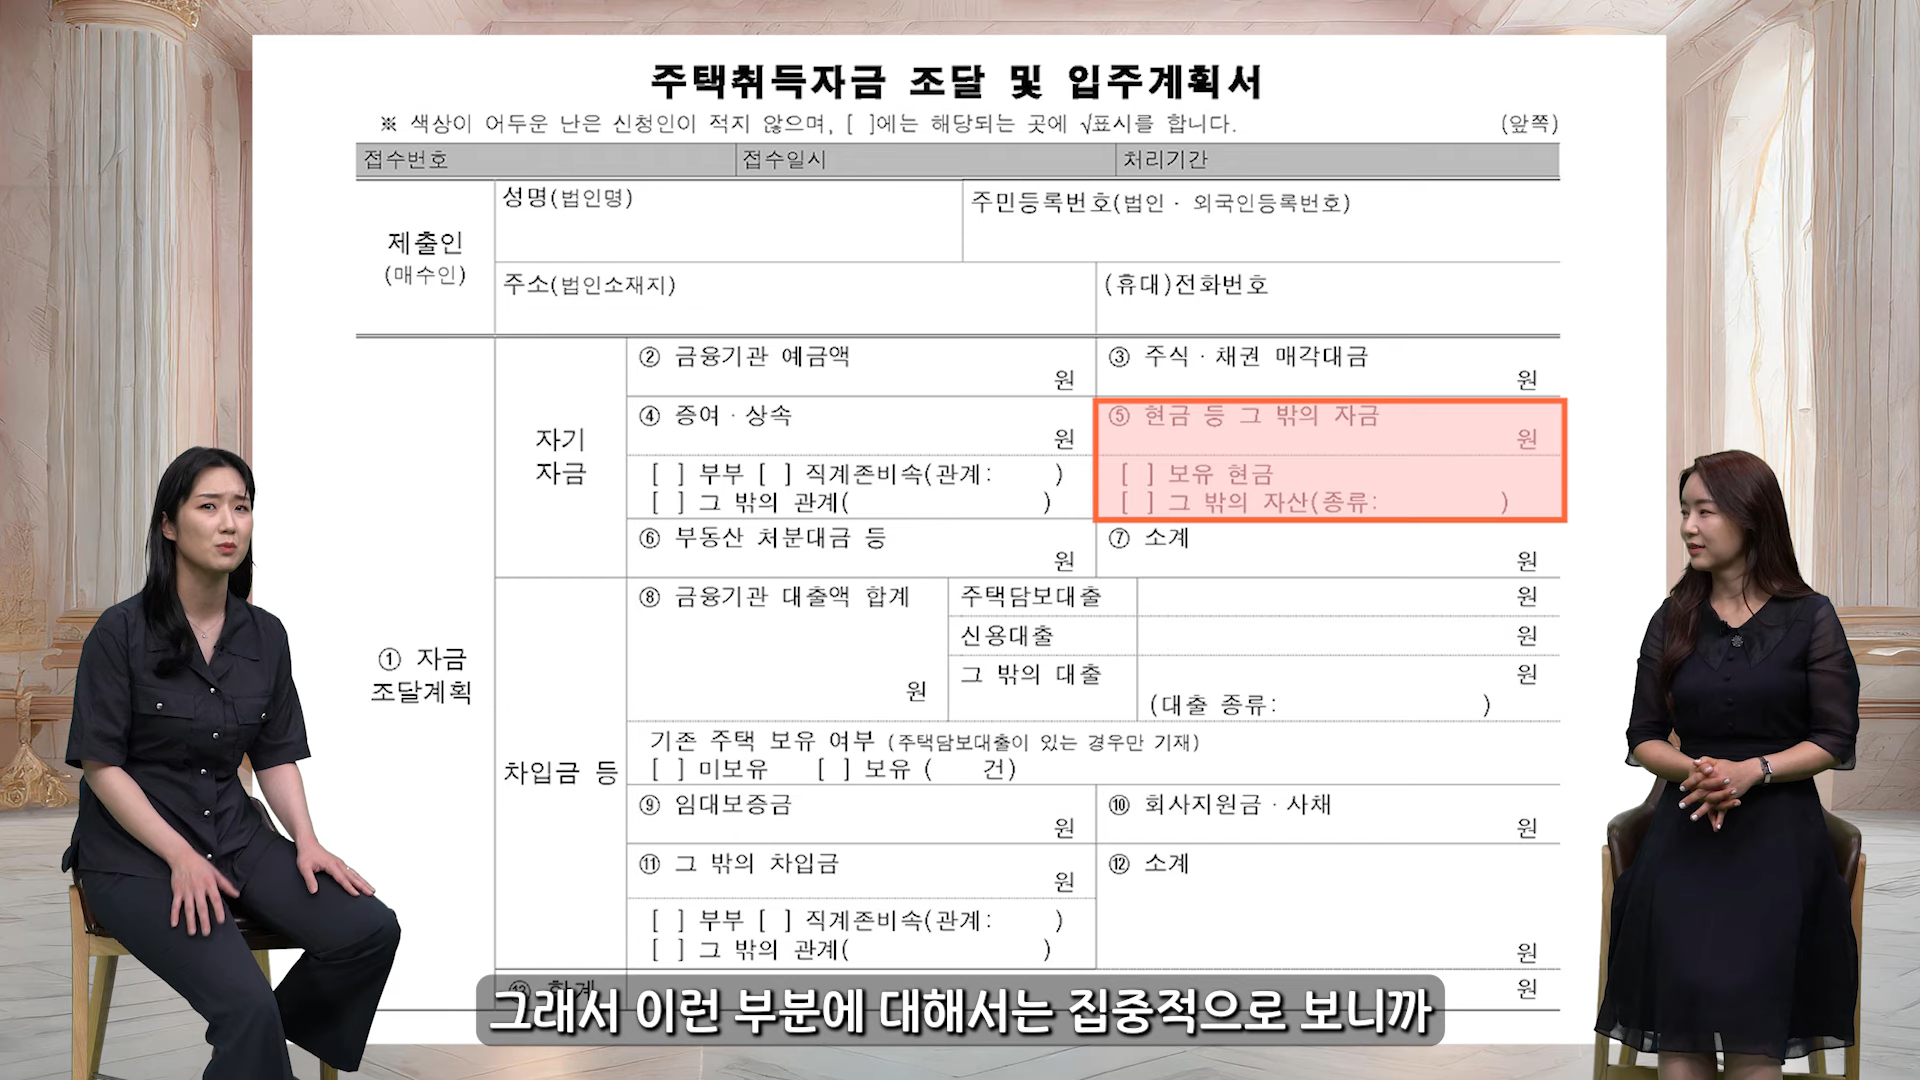 주택취득자금 조달 및 입주계획서
※ 색상이 어두운 난은 신청인이 적지 않으며, [ ]에는 해당되는 곳에 √표시를 합니다. (앞쪽)
접수번호 접수일시 처리기간
제출인
(매수인)
성명(법인명)
주민등록번호(법인 · 외국인등록번호)
주소(법인소재지)
(휴대)전화번호
① 자금
조달계획
자기
자금
② 금융기관 예금액
원
③ 주식 · 채권 매각대금
원
④ 증여 · 상속
원
[ ] 부부 [ ] 직계존비속(관계: )
[ ] 그 밖의 관계( )
⑤ 현금 등 그 밖의 자금
원
[ ] 보유 현금
[ ] 그 밖의 자산(종류: )
⑥ 부동산 처분대금 등
원
⑦ 소계
원
차입금 등
⑧ 금융기관 대출액 합계
원
주택담보대출 원
신용대출 원
그 밖의 대출 원
(대출 종류: )
기존 주택 보유 여부 (주택담보대출이 있는 경우만 기재)
[ ] 미보유 [ ] 보유 ( 건)
⑨ 임대보증금
원
⑩ 회사지원금 · 사채
원
⑪ 그 밖의 차입금
원
[ ] 부부 [ ] 직계존비속(관계: )
[ ] 그 밖의 관계( )
⑫ 소계
원
⑬ 합계
원
그래서 이런 부분에 대해서는 집중적으로 보니까